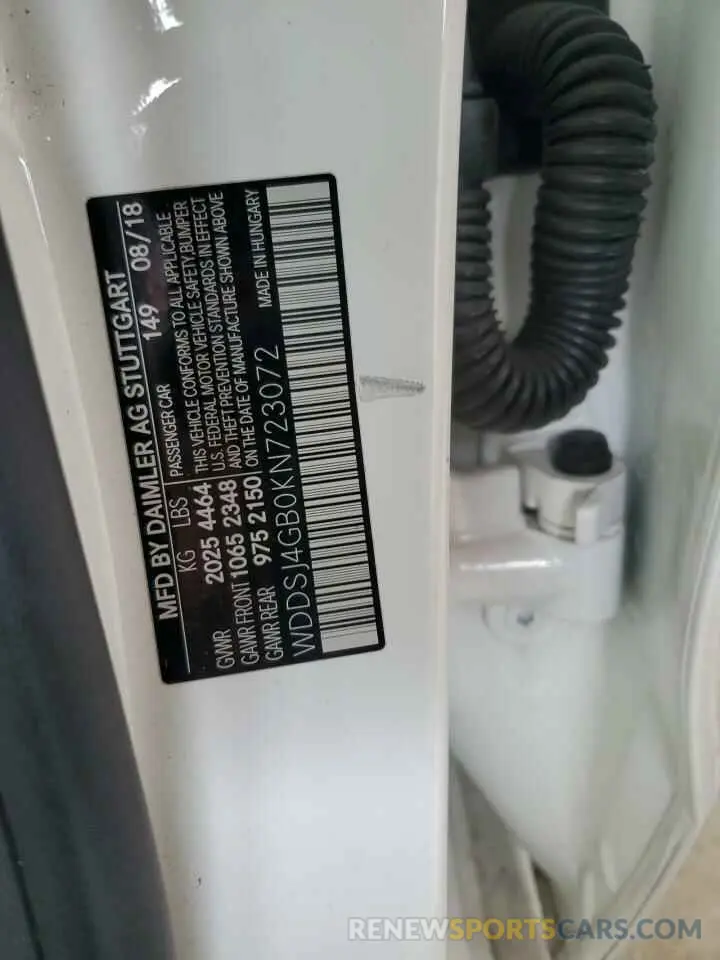 MFD BY DAIMLER AG STUTTGART
149 08/18
KG LBS
PASSENGER CAR
GVWR 2025 4464
GAWR FRONT 1065 2348
GAWR REAR 975 2150
THIS VEHICLE CONFORMS TO ALL APPLICABLE
U.S. FEDERAL MOTOR VEHICLE SAFETY, BUMPER
AND THEFT PREVENTION STANDARDS IN EFFECT
ON THE DATE OF MANUFACTURE SHOWN ABOVE
WDDSJ4GB0KN723072
MADE IN HUNGARY
RENEWSPORTSCARS.COM